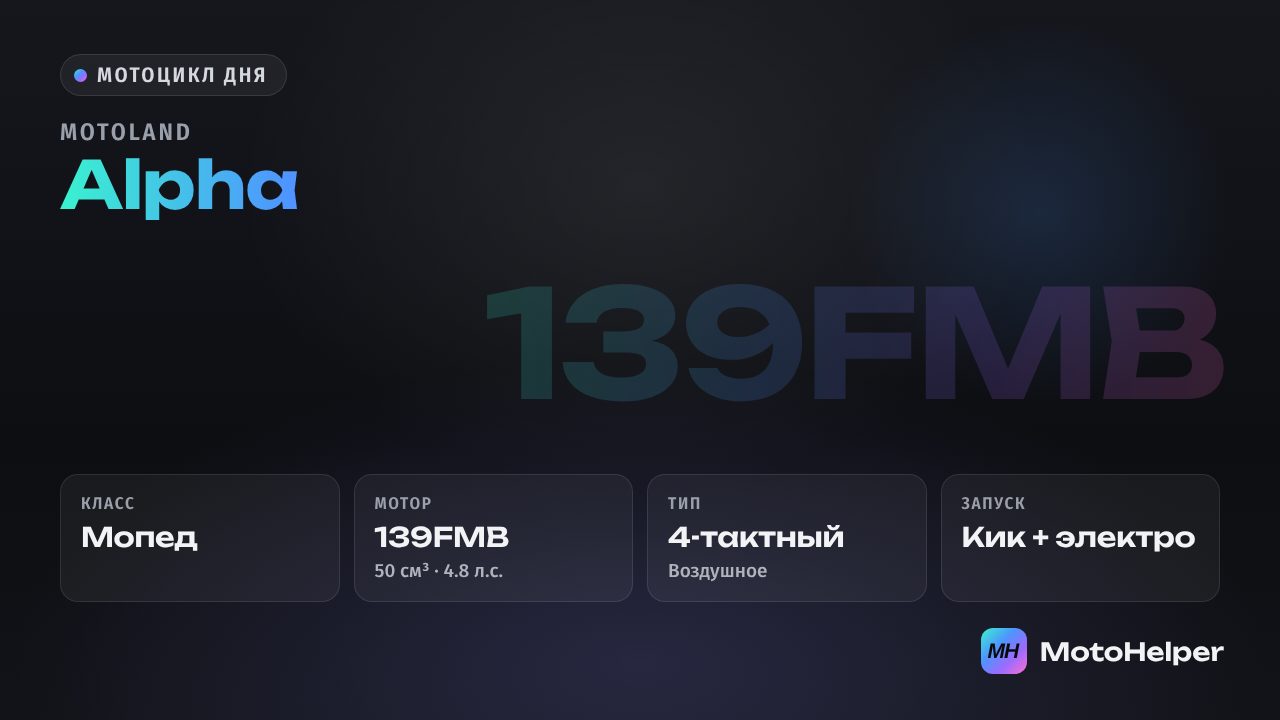 МОТОЦИКЛ ДНЯ
MOTOLAND
Alpha
139FMB
КЛАСС
Мопед
МОТОР
139FMB
50 см³ · 4.8 л.с.
ТИП
4-тактный
Воздушное
ЗАПУСК
Кик + электро
MH MotoHelper